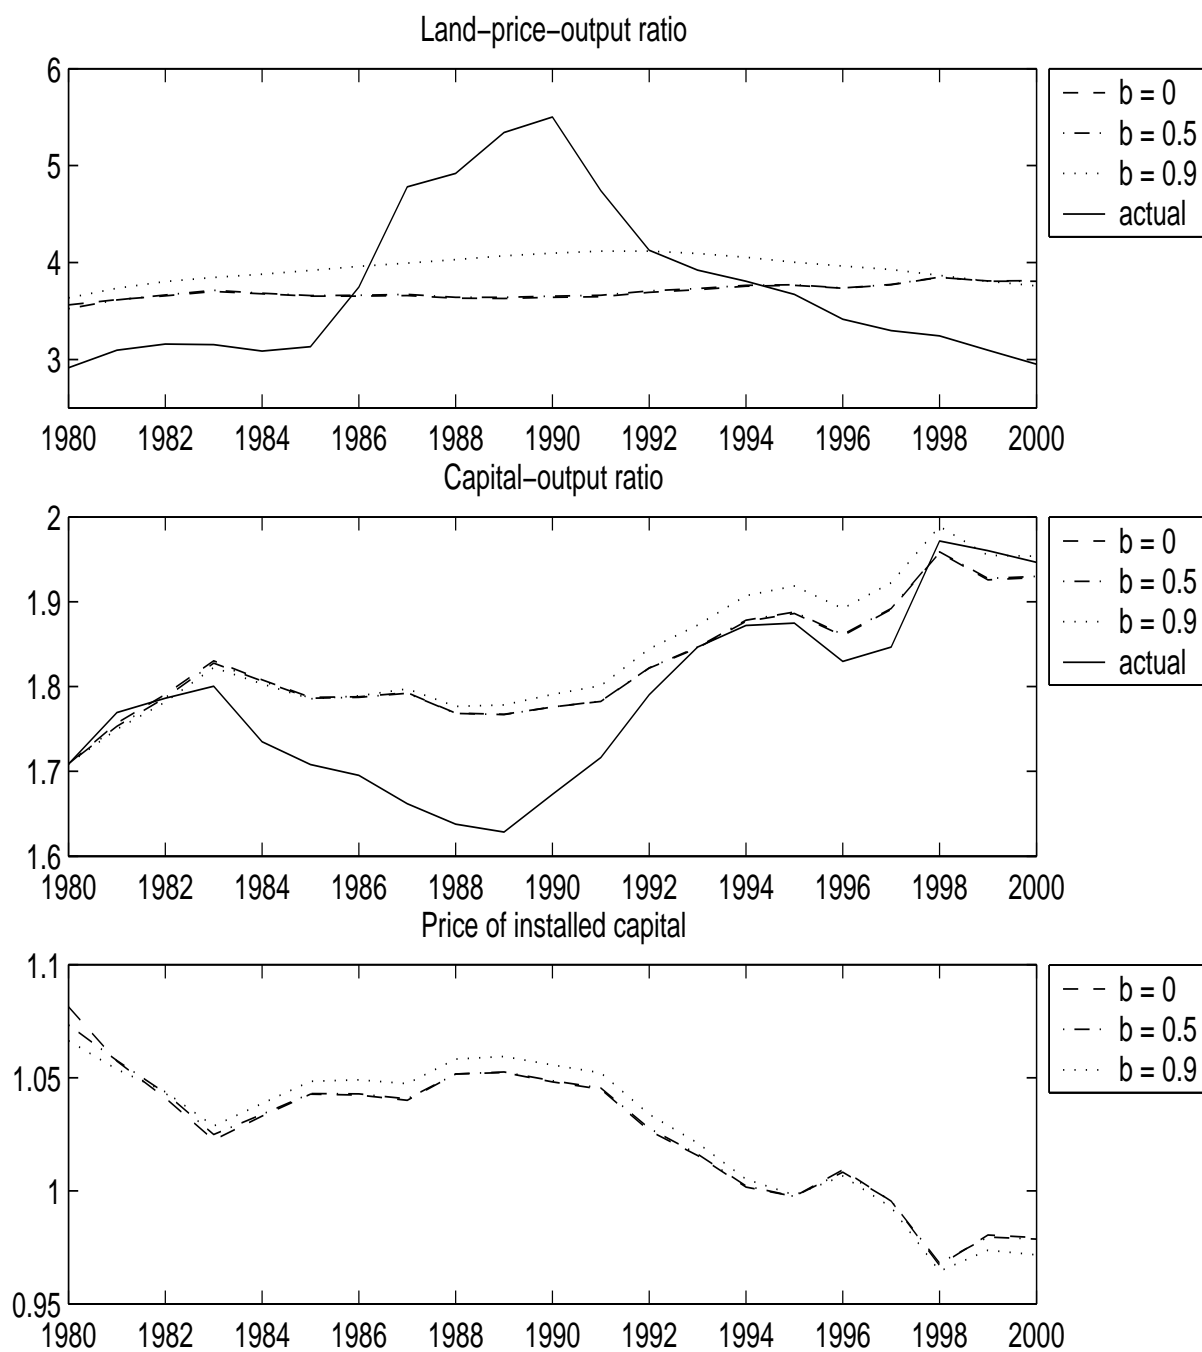 Land–price–output ratio
6
5
4
3
1980 1982 1984 1986 1988 1990 1992 1994 1996 1998 2000
b = 0
b = 0.5
b = 0.9
actual
Capital–output ratio
2
1.9
1.8
1.7
1.6
1980 1982 1984 1986 1988 1990 1992 1994 1996 1998 2000
b = 0
b = 0.5
b = 0.9
actual
Price of installed capital
1.1
1.05
1
0.95
1980 1982 1984 1986 1988 1990 1992 1994 1996 1998 2000
b = 0
b = 0.5
b = 0.9